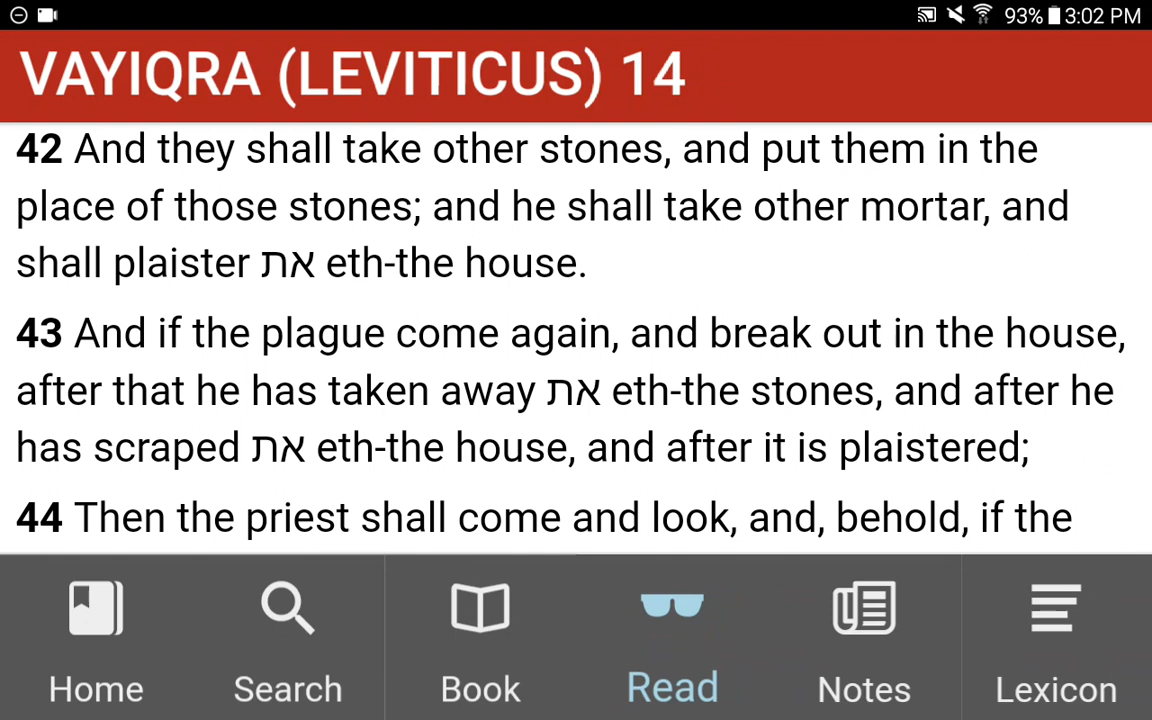 93% 3:02 PM
VAYIQRA (LEVITICUS) 14
42 And they shall take other stones, and put them in the
place of those stones; and he shall take other mortar, and
shall plaister את eth-the house.
43 And if the plague come again, and break out in the house,
after that he has taken away את eth-the stones, and after he
has scraped את eth-the house, and after it is plaistered;
44 Then the priest shall come and look, and, behold, if the
Home Search Book Read Notes Lexicon